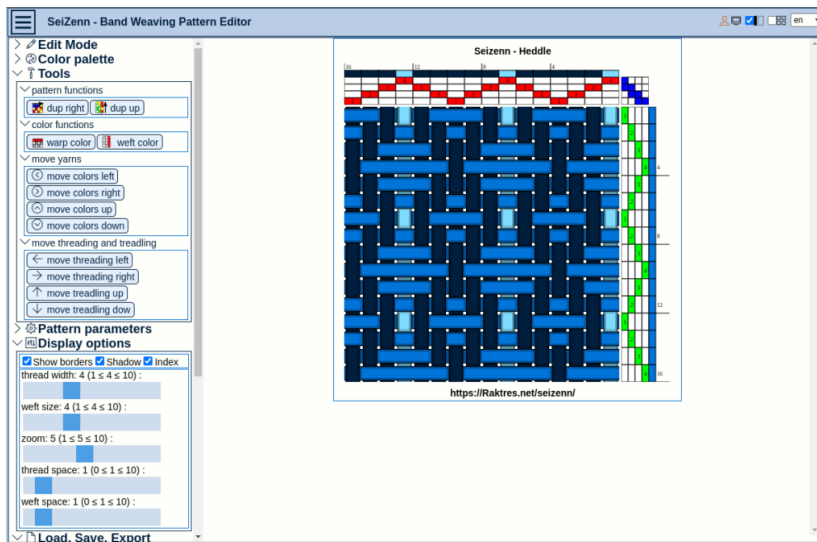 SeiZenn - Band Weaving Pattern Editor
en
Edit Mode
Color palette
Tools
pattern functions
dup right dup up
color functions
warp color weft color
move yarns
move colors left
move colors right
move colors up
move colors down
move threading and treadling
move threading left
move threading right
move treadling up
move treadling dow
Pattern parameters
Display options
Show borders Shadow Index
thread width: 4 (1 ≤ 4 ≤ 10) :
weft size: 4 (1 ≤ 4 ≤ 10) :
zoom: 5 (1 ≤ 5 ≤ 10) :
thread space: 1 (0 ≤ 1 ≤ 10) :
weft space: 1 (0 ≤ 1 ≤ 10) :
Load, Save, Export
Seizenn - Heddle
16 12 8 4
4
8
12
16
https://Raktres.net/seizenn/